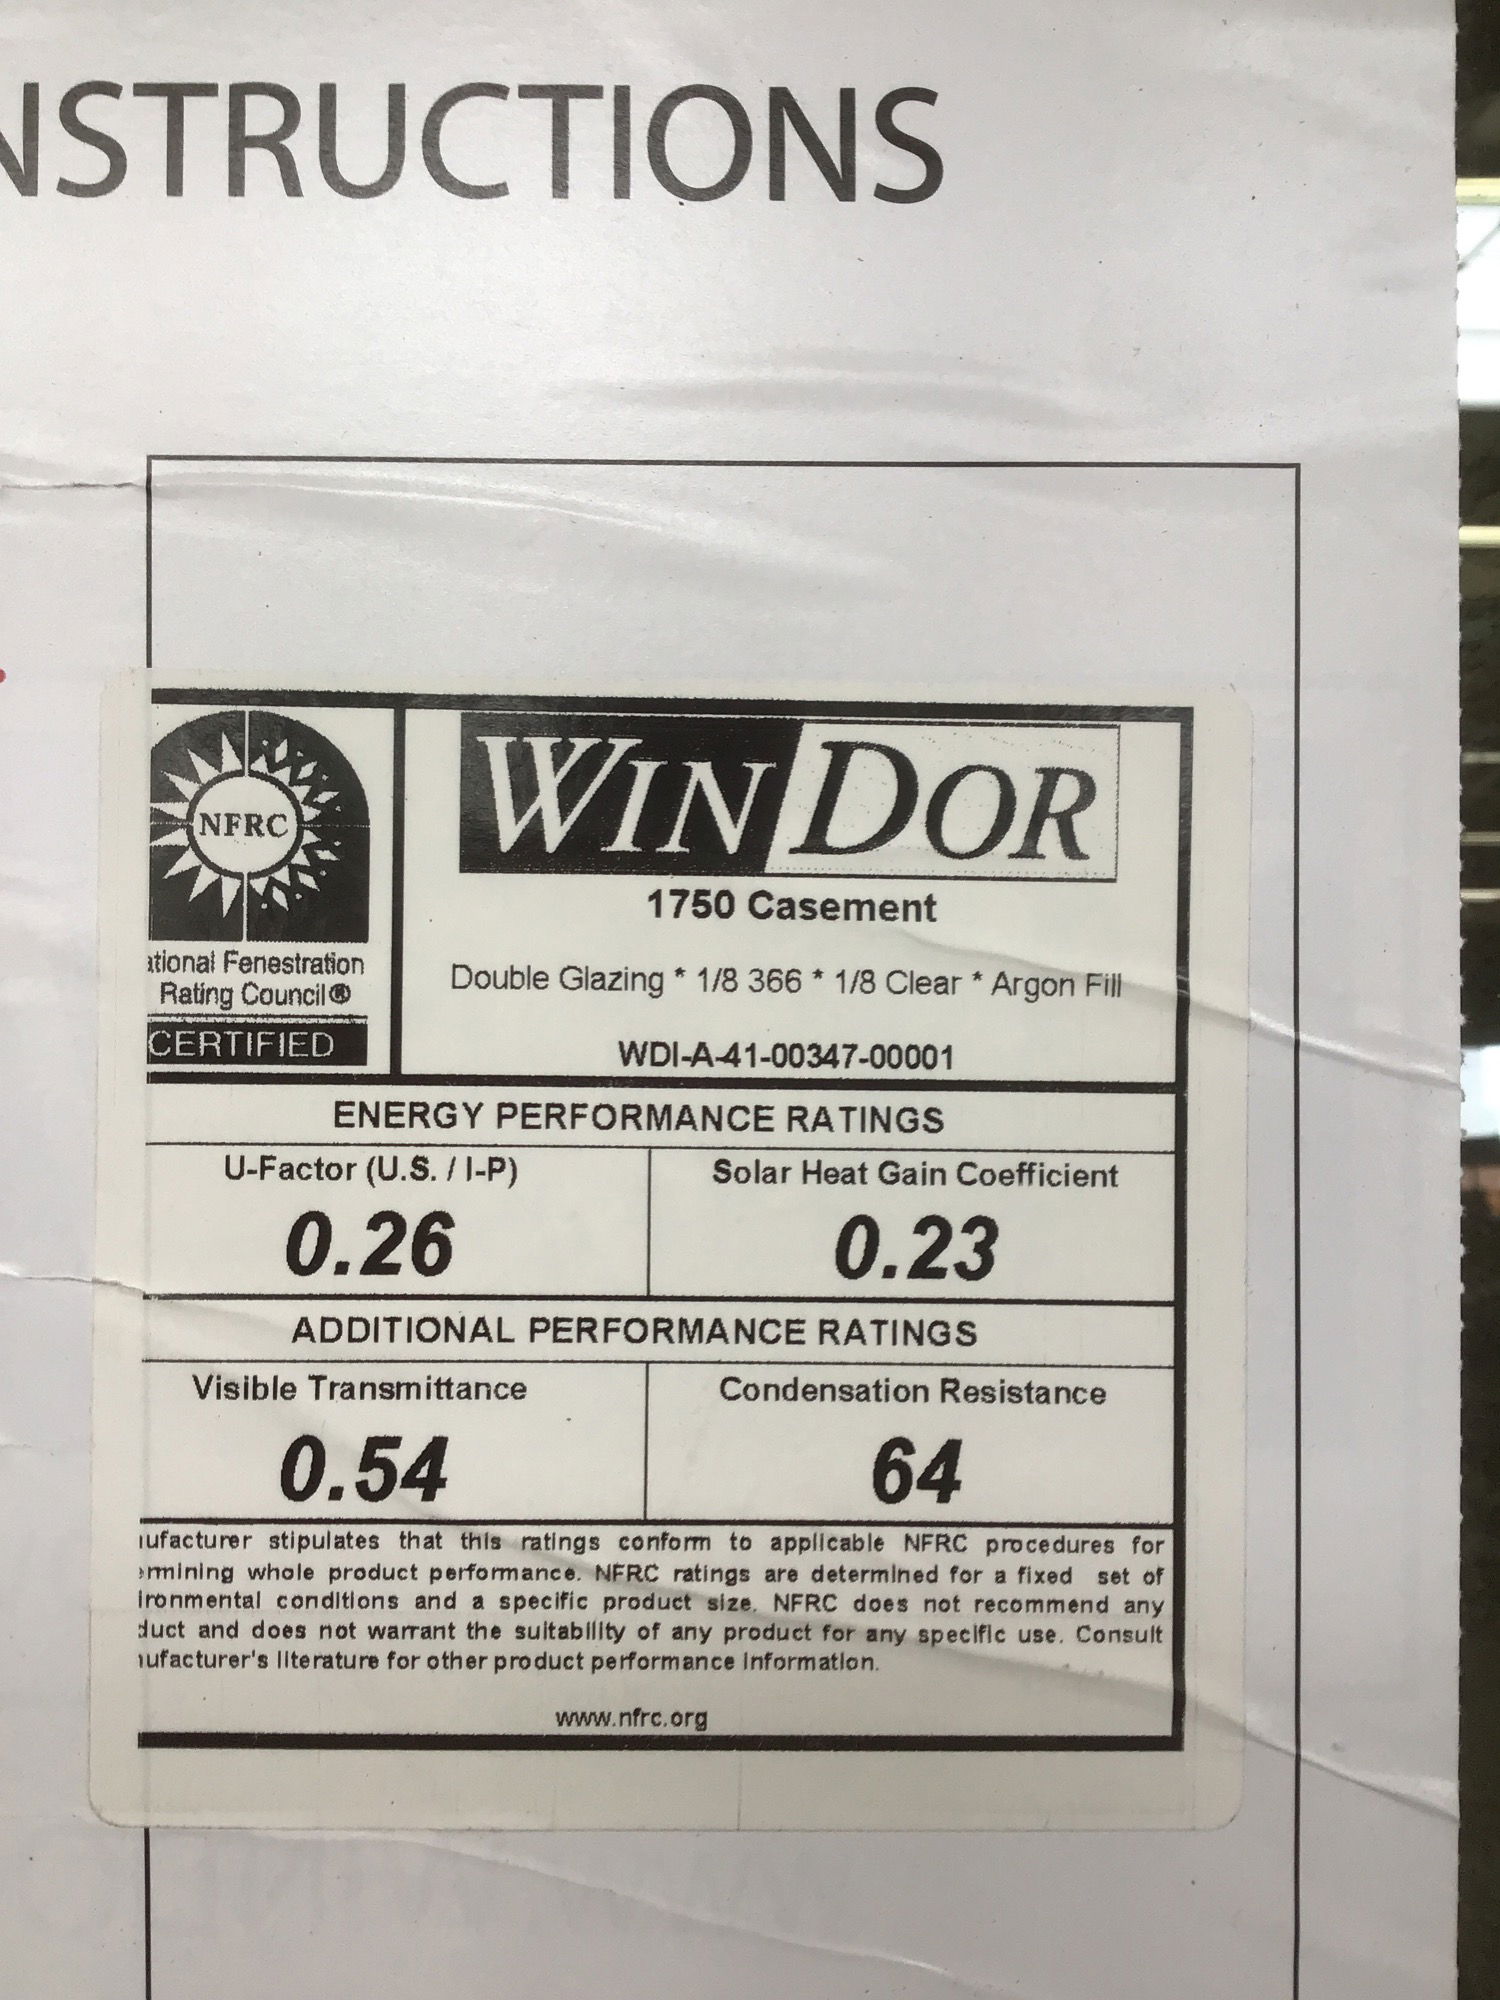 NSTRUCTIONS
NFRC
ational Fenestration
Rating Council®
CERTIFIED
WINDOR
1750 Casement
Double Glazing * 1/8 366 * 1/8 Clear * Argon Fill
WDI-A-41-00347-00001
ENERGY PERFORMANCE RATINGS
U-Factor (U.S. / I-P)
0.26
Solar Heat Gain Coefficient
0.23
ADDITIONAL PERFORMANCE RATINGS
Visible Transmittance
0.54
Condensation Resistance
64
ufacturer stipulates that this ratings conform to applicable NFRC procedures for
rmining whole product performance. NFRC ratings are determined for a fixed set of
ironmental conditions and a specific product size. NFRC does not recommend any
duct and does not warrant the suitability of any product for any specific use. Consult
ufacturer's literature for other product performance information.
www.nfrc.org